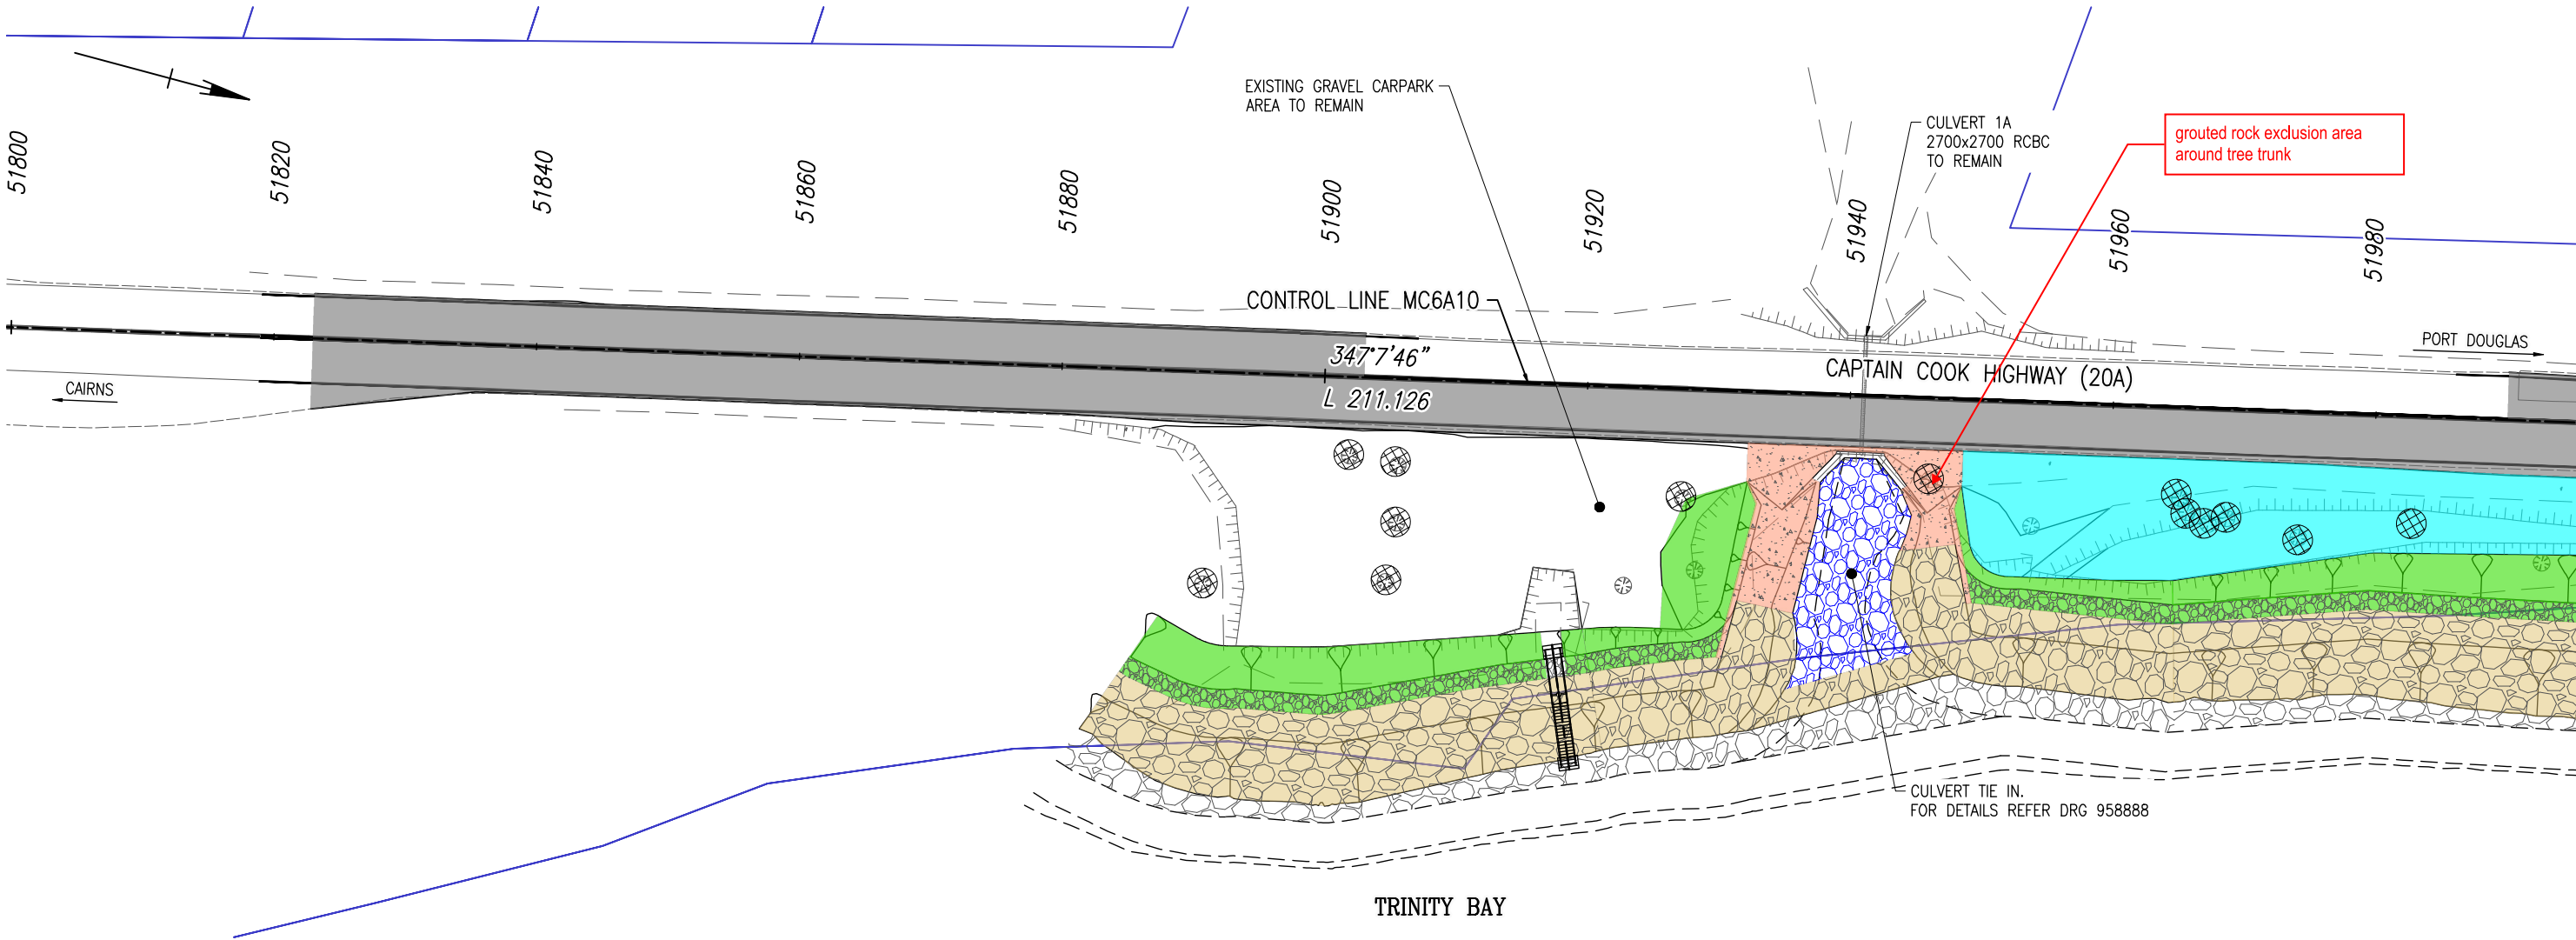 EXISTING GRAVEL CARPARK
AREA TO REMAIN
CULVERT 1A
2700x2700 RCBC
TO REMAIN
grouted rock exclusion area
around tree trunk
51800
51820
51840
51860
51880
51900
51920
51940
51960
51980
CONTROL LINE MC6A10
347°7'46"
L 211.126
CAPTAIN COOK HIGHWAY (20A)
PORT DOUGLAS
CAIRNS
CULVERT TIE IN.
FOR DETAILS REFER DRG 958888
TRINITY BAY